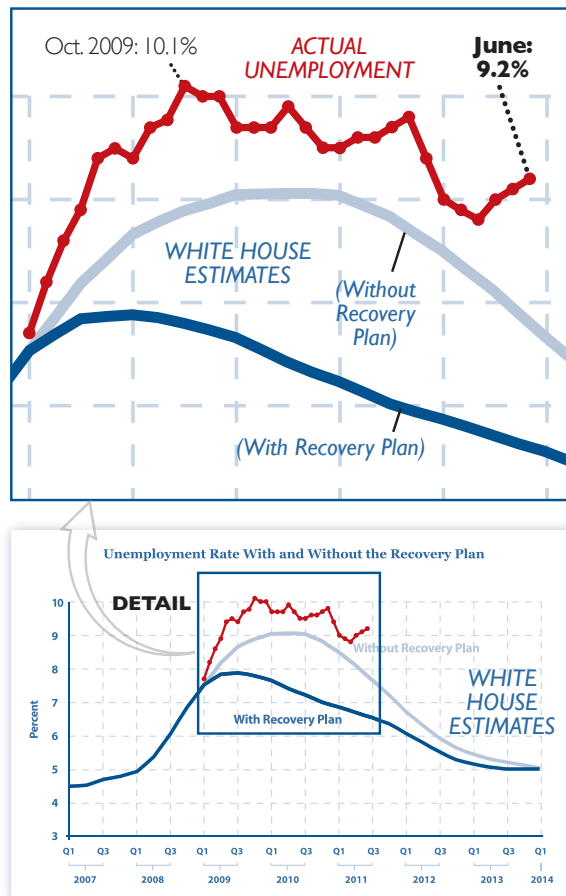 Oct. 2009: 10.1%
ACTUAL
UNEMPLOYMENT
June:
9.2%
WHITE HOUSE
ESTIMATES
(Without
Recovery
Plan)
(With Recovery Plan)
Unemployment Rate With and Without the Recovery Plan
DETAIL
10
9
8
7
6
5
4
3
Percent
Without Recovery Plan
With Recovery Plan
WHITE
HOUSE
ESTIMATES
Q1 Q3 Q1 Q3 Q1 Q3 Q1 Q3 Q1 Q3 Q1 Q3 Q1 Q3 Q1
2007 2008 2009 2010 2011 2012 2013 2014